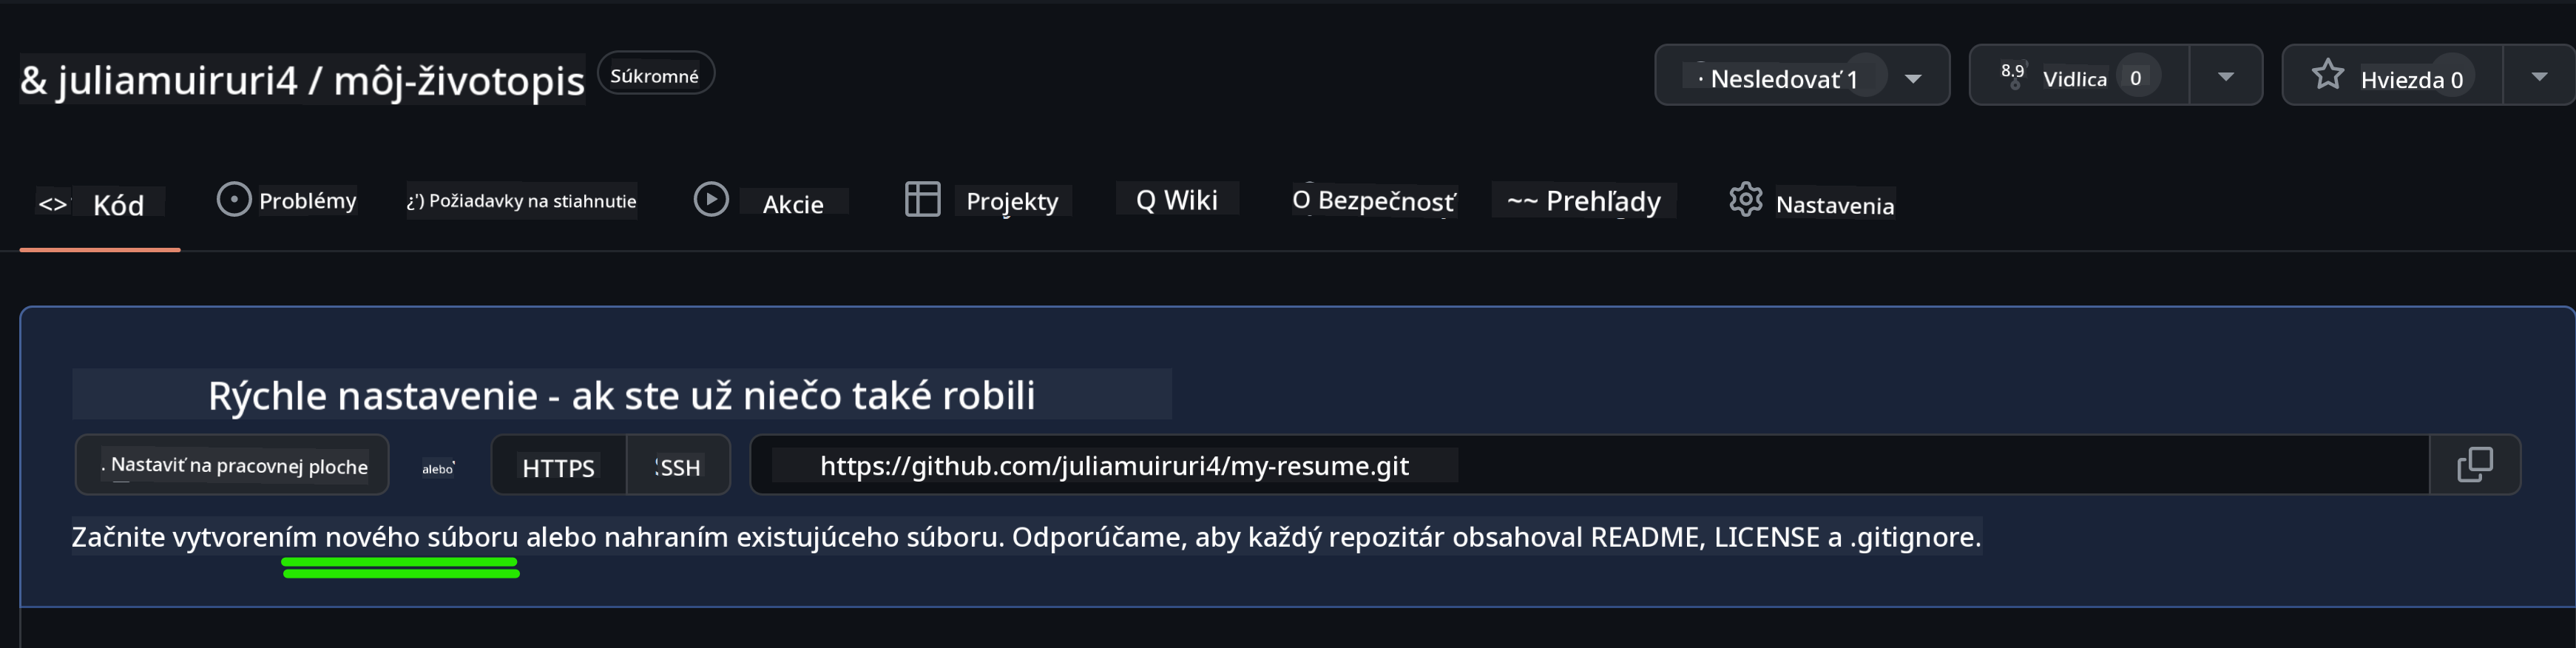 & juliamuiruri4 / môj-životopis Súkromné · Nesledovať 1 8.9 Vidlica 0 Hviezda 0
<> Kód Problémy ¿') Požiadavky na stiahnutie Akcie Projekty Q Wiki O Bezpečnosť ~~ Prehľady Nastavenia
Rýchle nastavenie - ak ste už niečo také robili
. Nastaviť na pracovnej ploche alebo HTTPS SSH https://github.com/juliamuiruri4/my-resume.git
Začnite vytvorením nového súboru alebo nahraním existujúceho súboru. Odporúčame, aby každý repozitár obsahoval README, LICENSE a .gitignore.